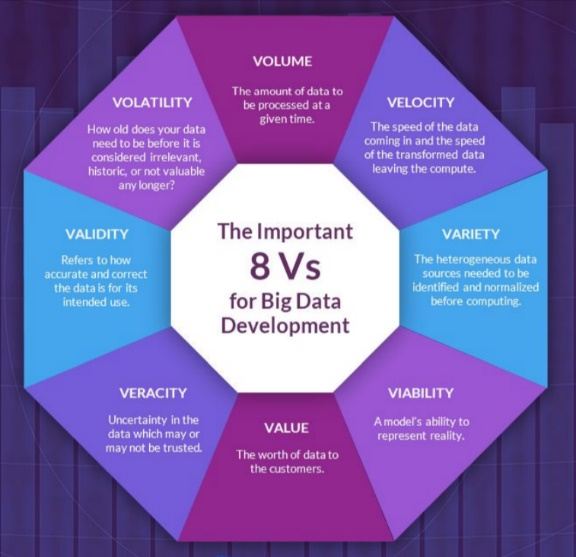 The Important
8 Vs
for Big Data
Development
VOLUME
The amount of data to
be processed at a
given time.
VELOCITY
The speed of the data
coming in and the speed
of the transformed data
leaving the compute.
VARIETY
The heterogeneous data
sources needed to be
identified and normalized
before computing.
VIABILITY
A model's ability to
represent reality.
VALUE
The worth of data to
the customers.
VERACITY
Uncertainty in the
data which may or
may not be trusted.
VALIDITY
Refers to how
accurate and correct
the data is for its
intended use.
VOLATILITY
How old does your data
need to be before it is
considered irrelevant,
historic, or not valuable
any longer?